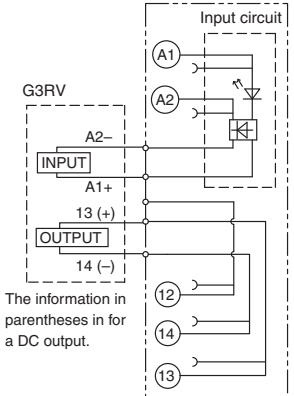 Input circuit
A1
G3RV
A2
A2–
INPUT
A1+
13 (+)
OUTPUT
14 (–)
The information in
parentheses in for
a DC output.
12
14
13